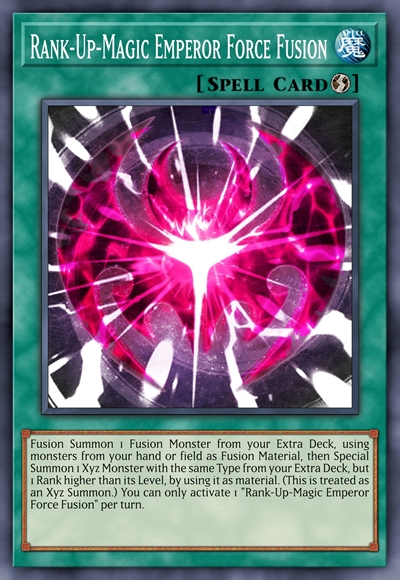 Rank-Up-Magic Emperor Force Fusion
魔
[Spell Card]
Fusion Summon 1 Fusion Monster from your Extra Deck, using
monsters from your hand or field as Fusion Material, then Special
Summon 1 Xyz Monster with the same Type from your Extra Deck, but
1 Rank higher than its Level, by using it as material. (This is treated as
an Xyz Summon.) You can only activate 1 "Rank-Up-Magic Emperor
Force Fusion" per turn.